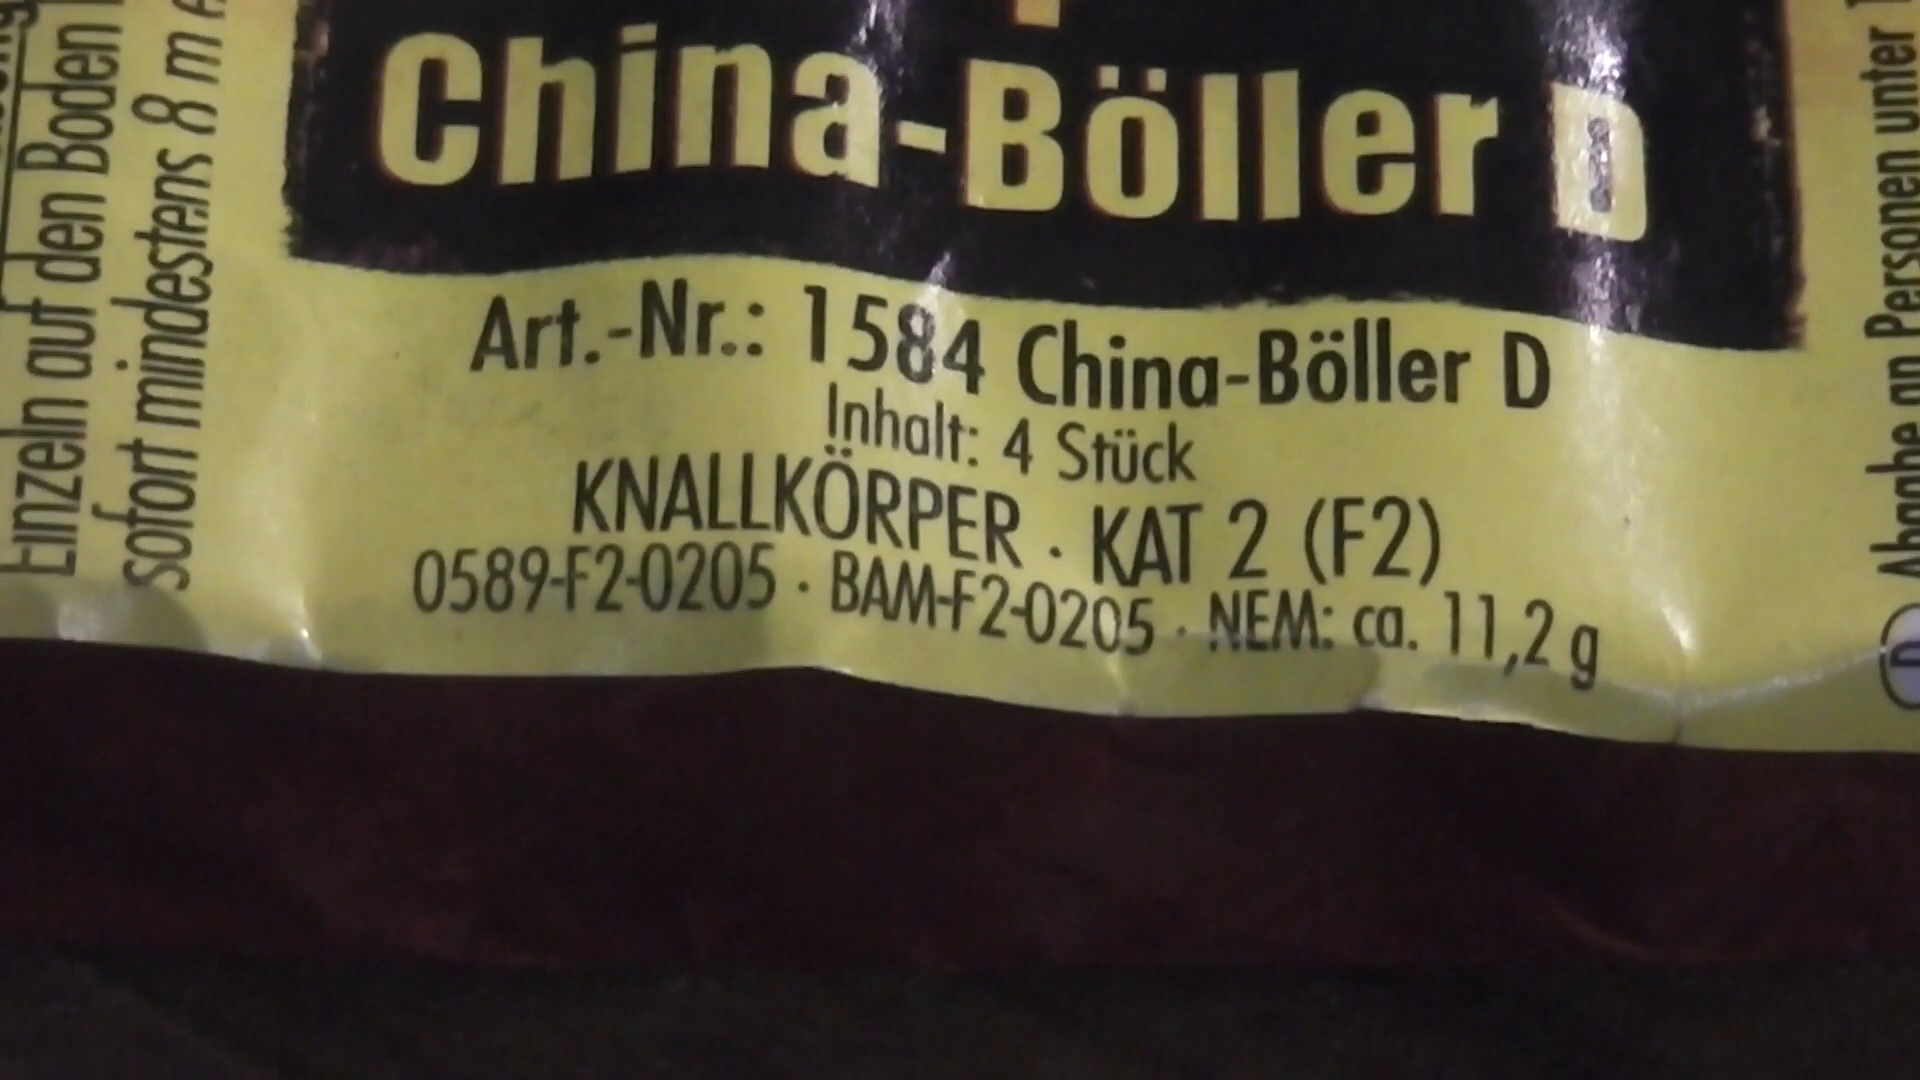 China-Böller D
Art.-Nr.: 1584 China-Böller D
Inhalt: 4 Stück
KNALLKÖRPER · KAT 2 (F2)
0589-F2-0205 · BAM-F2-0205 · NEM: ca. 11,2 g
Einzeln auf den Boden
sofort mindestens 8 m
D Abgabe an Personen unter